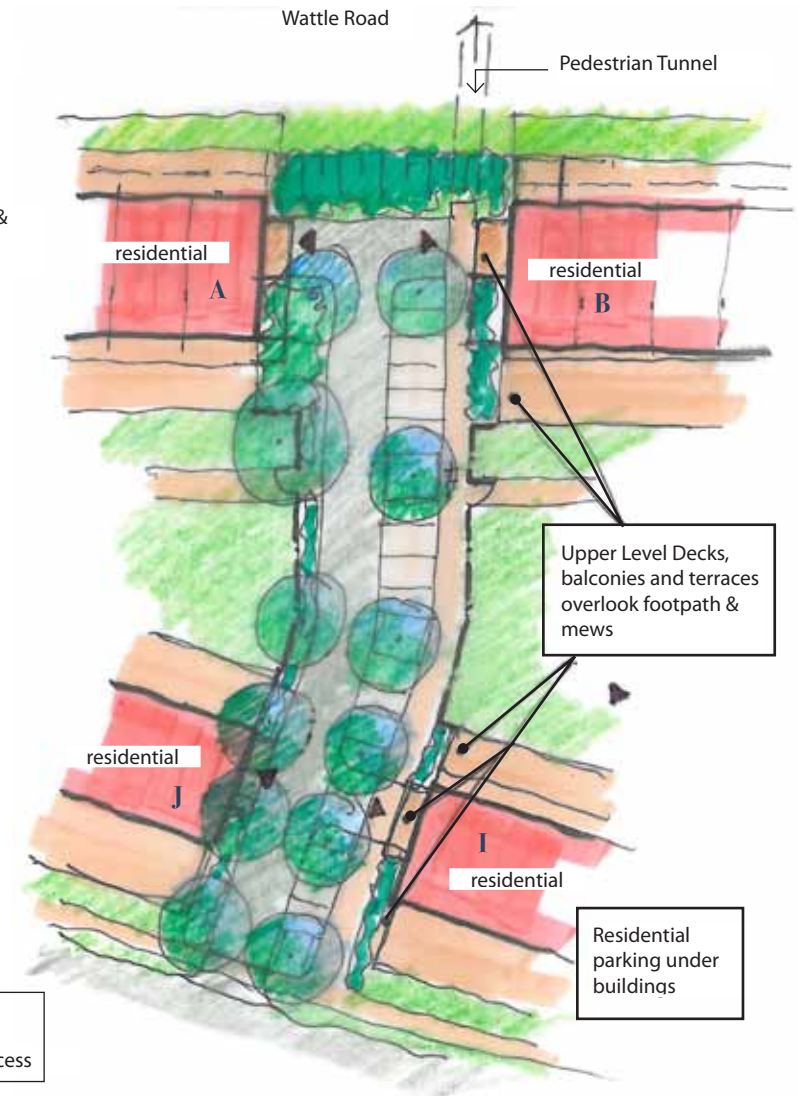 Wattle Road
Pedestrian Tunnel
&
residential
A
residential
B
Upper Level Decks,
balconies and terraces
overlook footpath &
mews
residential
J
I
residential
Residential
parking under
buildings
cess